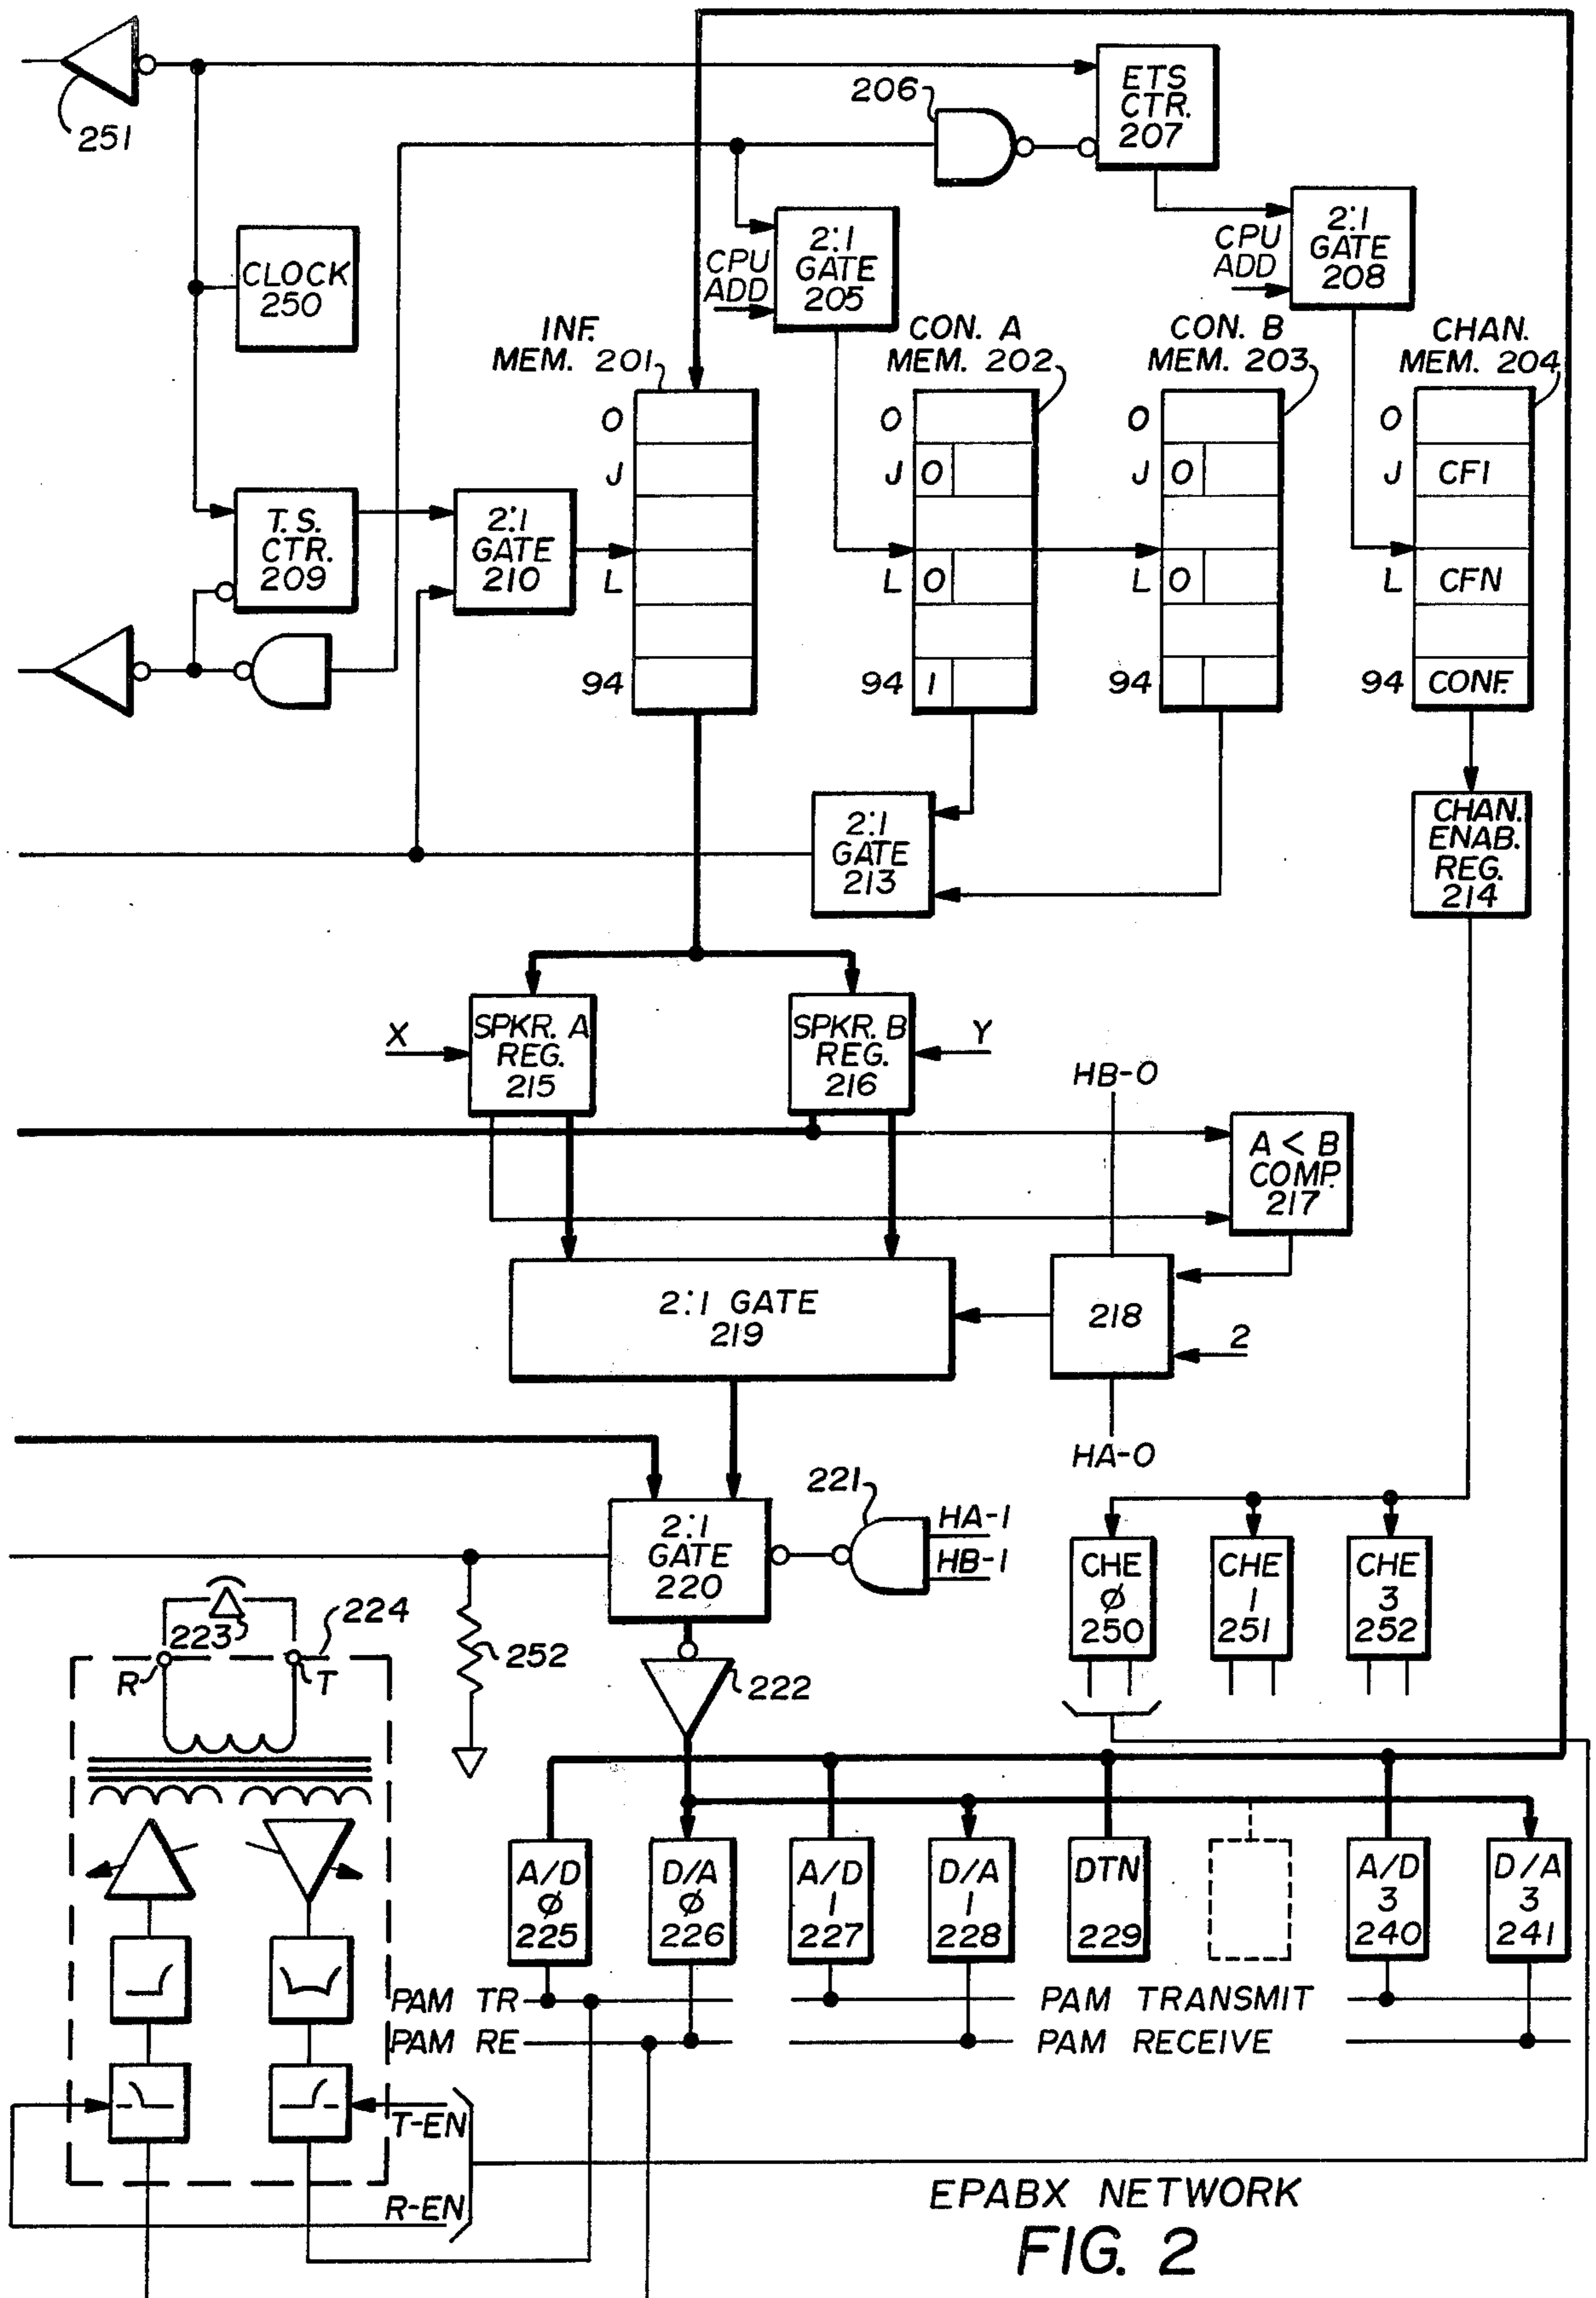 251
206
ETS
CTR.
207
CLOCK
250
CPU
ADD
2:1
GATE
205
CPU
ADD
2:1
GATE
208
INF.
MEM. 201
CON. A
MEM. 202
CON. B
MEM. 203
CHAN.
MEM. 204
O
J
L
94
O
J O
L O
94 1
O
J O
L O
94
O
J CF1
L CFN
94 CONF.
T.S.
CTR.
209
2:1
GATE
210
2:1
GATE
213
CHAN.
ENAB.
REG.
214
X
SPKR. A
REG.
215
SPKR. B
REG.
216
Y
HB-O
A < B
COMP.
217
2:1 GATE
219
218
2
HA-O
2:1
GATE
220
221
HA-1
HB-1
CHE
Ø
250
CHE
1
251
CHE
3
252
223
224
R
T
252
222
A/D
Ø
225
D/A
Ø
226
A/D
1
227
D/A
1
228
DTN
229
A/D
3
240
D/A
3
241
PAM TR
PAM TRANSMIT
PAM RE
PAM RECEIVE
T-EN
R-EN
EPABX NETWORK
FIG. 2